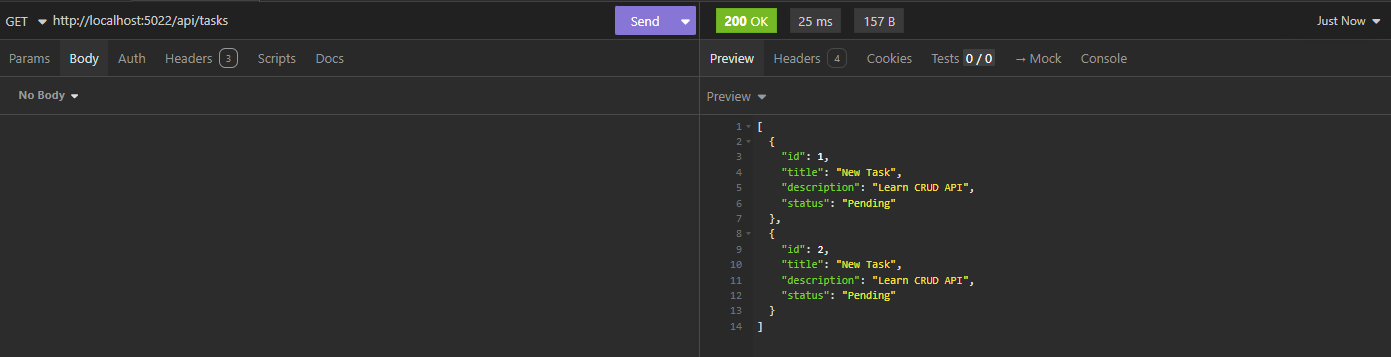 GET http://localhost:5022/api/tasks Send
200 OK 25 ms 157 B Just Now
Params Body Auth Headers 3 Scripts Docs
Preview Headers 4 Cookies Tests 0 / 0 → Mock Console
No Body
Preview
1 [
2 {
3 "id": 1,
4 "title": "New Task",
5 "description": "Learn CRUD API",
6 "status": "Pending"
7 },
8 {
9 "id": 2,
10 "title": "New Task",
11 "description": "Learn CRUD API",
12 "status": "Pending"
13 }
14 ]